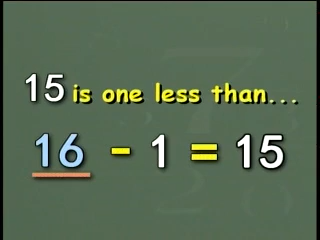 15 is one less than...
16 - 1 = 15